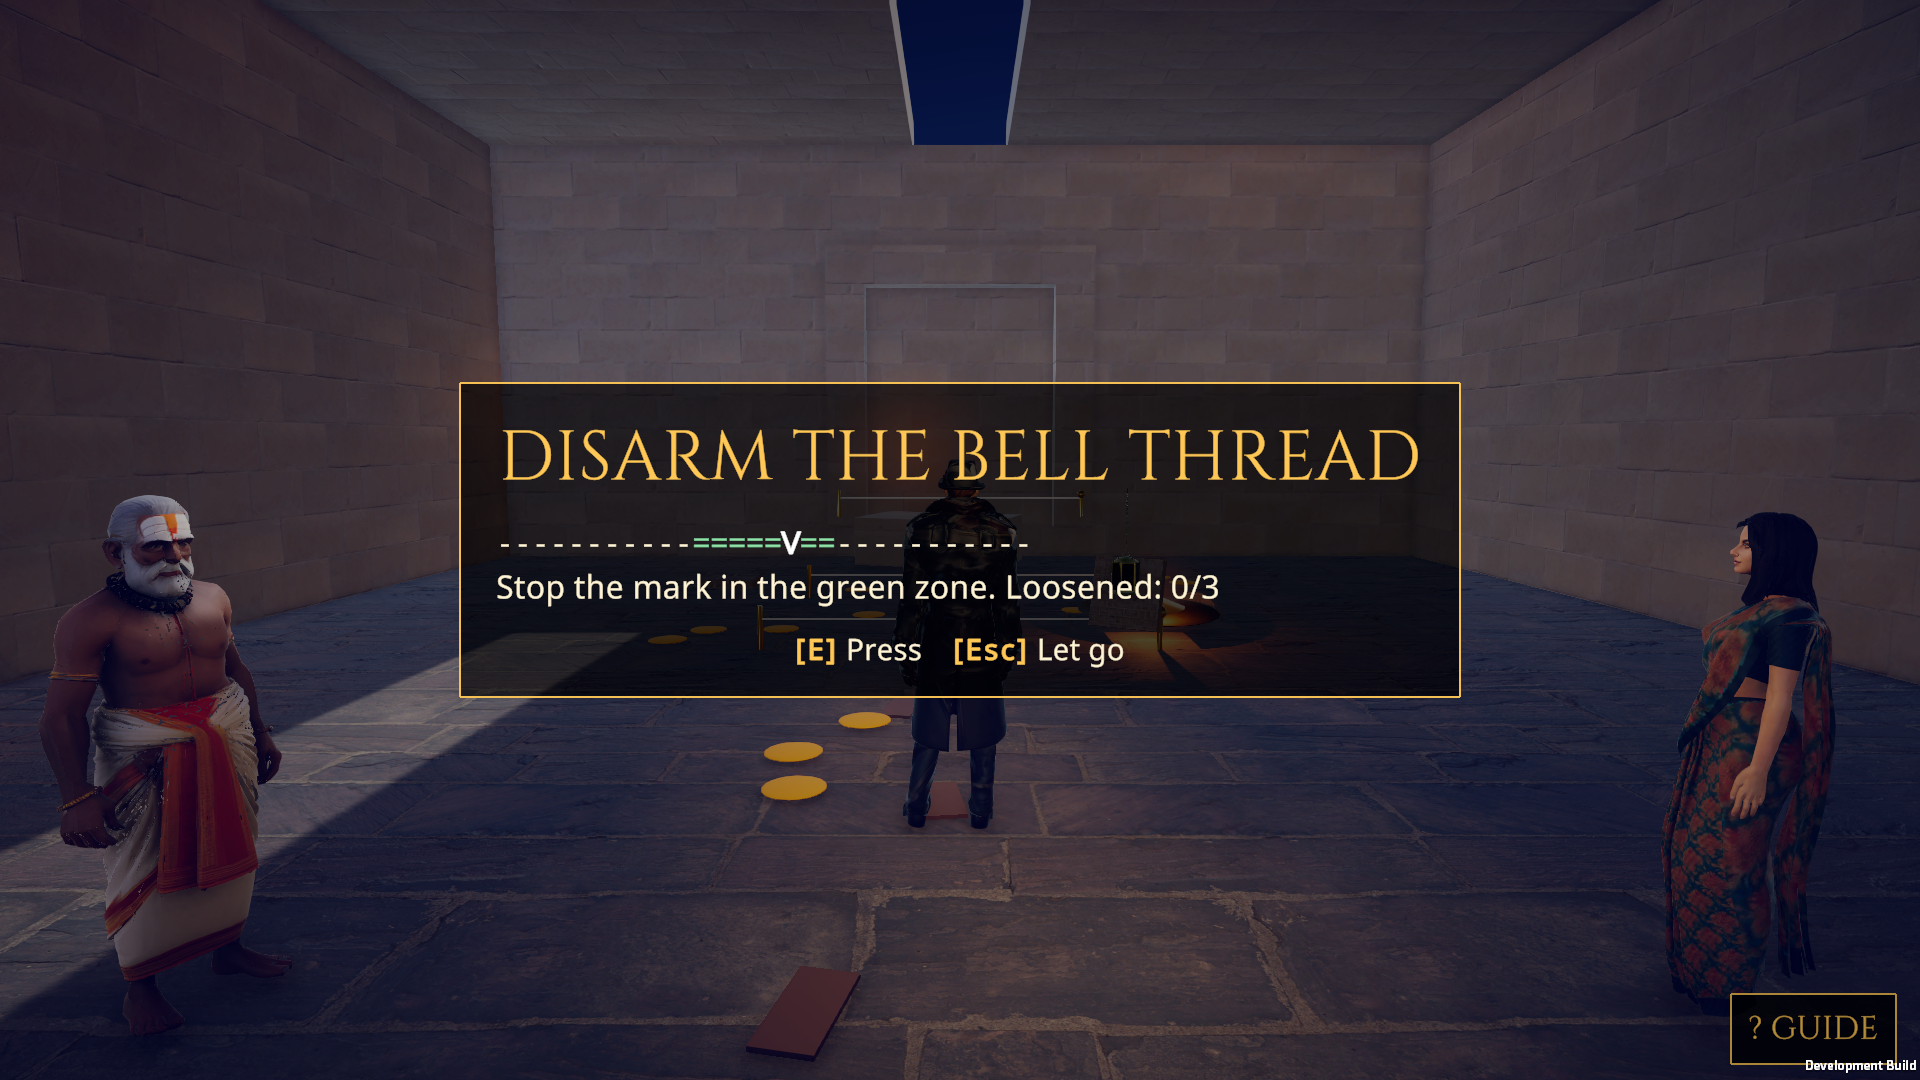 DISARM THE BELL THREAD
-----------=====V==-----------
Stop the mark in the green zone. Loosened: 0/3
[E] Press [Esc] Let go
? GUIDE
Development Build